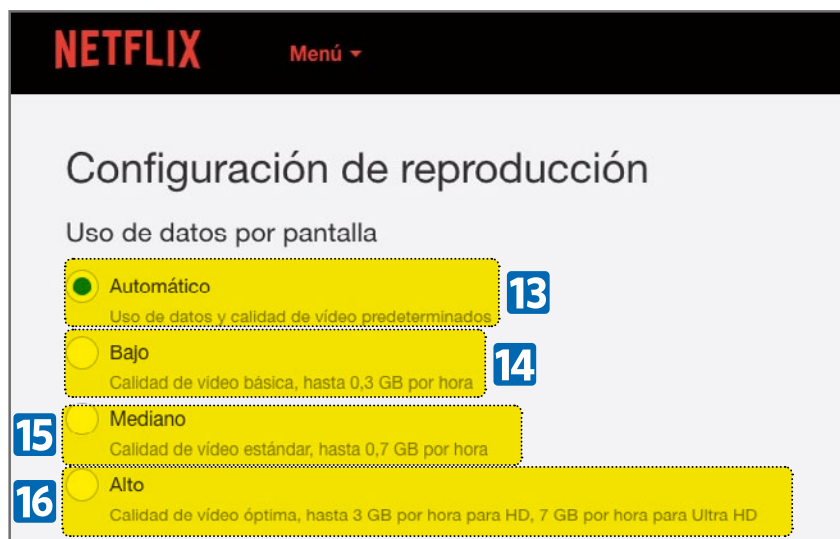 NETFLIX Menú
Configuración de reproducción
Uso de datos por pantalla
Automático
13
Uso de datos y calidad de vídeo predeterminados
Bajo
14
Calidad de vídeo básica, hasta 0,3 GB por hora
Mediano
15
Calidad de vídeo estándar, hasta 0,7 GB por hora
Alto
16
Calidad de vídeo óptima, hasta 3 GB por hora para HD, 7 GB por hora para Ultra HD